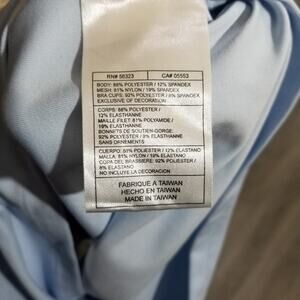 RN# 56323 CA# 05553
BODY: 88% POLYESTER / 12% SPANDEX
MESH: 81% NYLON / 19% SPANDEX
BRA CUPS: 92% POLYESTER / 8% SPANDEX
EXCLUSIVE OF DECORATION
CORPS: 88% POLYESTER /
12% ELASTHANNE
MAILLE FILET: 81% POLYAMIDE /
19% ELASTHANNE
BONNETS DE SOUTIEN-GORGE:
92% POLYESTER / 8% ELASTHANNE
SANS ORNEMENTS
CUERPO: 88% POLIESTER / 12% ELASTANO
MALLA: 81% NYLON / 19% ELASTANO
COPA DEL BRASSIERE: 92% POLIESTER /
8% ELASTANO
NO INCLUYE LA DECORACION
FABRIQUÉ A TAIWAN
HECHO EN TAIWAN
MADE IN TAIWAN